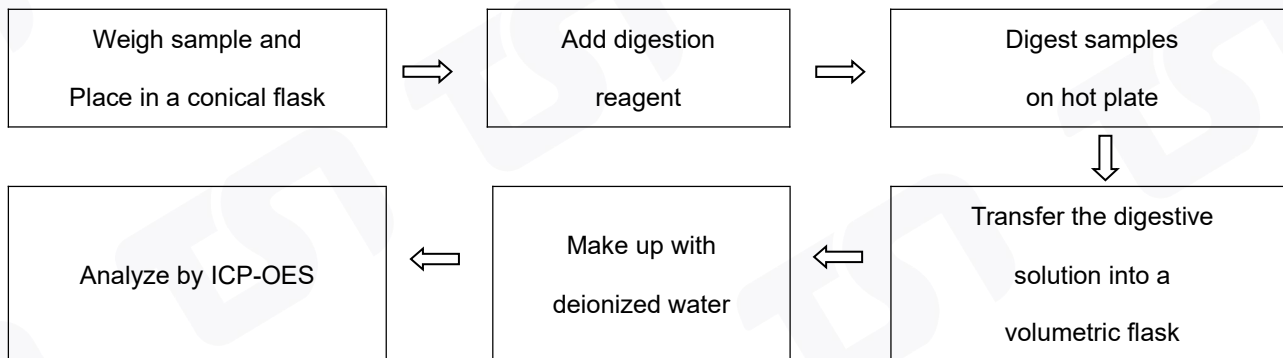 Weigh sample and
Place in a conical flask
Add digestion
reagent
Digest samples
on hot plate
Transfer the digestive
solution into a
volumetric flask
Make up with
deionized water
Analyze by ICP-OES